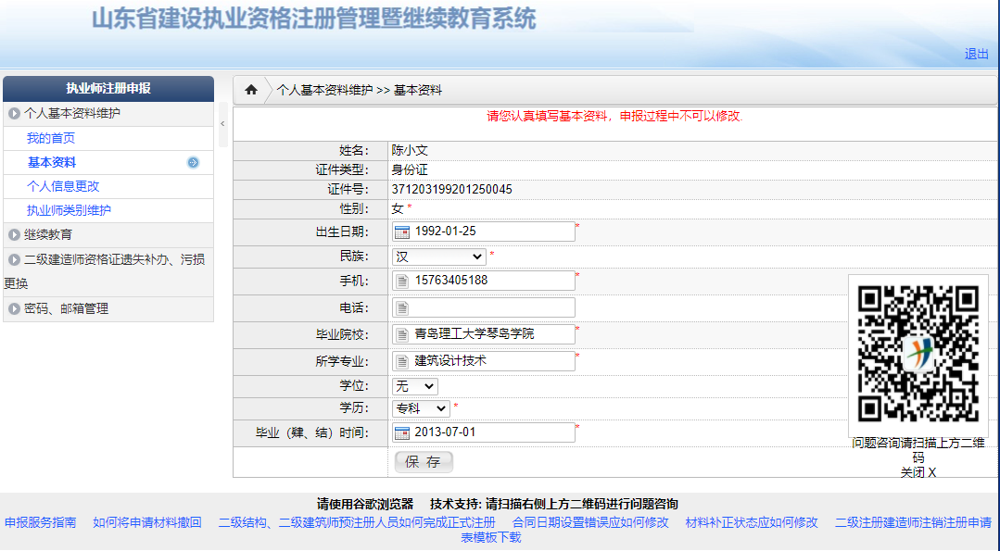 山东省建设执业资格注册管理暨继续教育系统
退出
执业师注册申报
个人基本资料维护
我的首页
基本资料
个人信息更改
执业师类别维护
继续教育
二级建造师资格证遗失补办、污损
更换
密码、邮箱管理
个人基本资料维护 >> 基本资料
请您认真填写基本资料，申报过程中不可以修改.
姓名： 陈小文
证件类型： 身份证
证件号： 371203199201250045
性别： 女 *
出生日期： 1992-01-25 *
民族： 汉 *
手机： 15763405188 *
电话：
毕业院校： 青岛理工大学琴岛学院 *
所学专业： 建筑设计技术 *
学位： 无
学历： 专科 *
毕业（肄、结）时间： 2013-07-01 *
保 存
问题咨询请扫描上方二维
码
关闭 X
请使用谷歌浏览器 技术支持: 请扫描右侧上方二维码进行问题咨询
申报服务指南 如何将申请材料撤回 二级结构、二级建筑师预注册人员如何完成正式注册 合同日期设置错误应如何修改 材料补正状态应如何修改 二级注册建造师注销注册申请
表模板下载